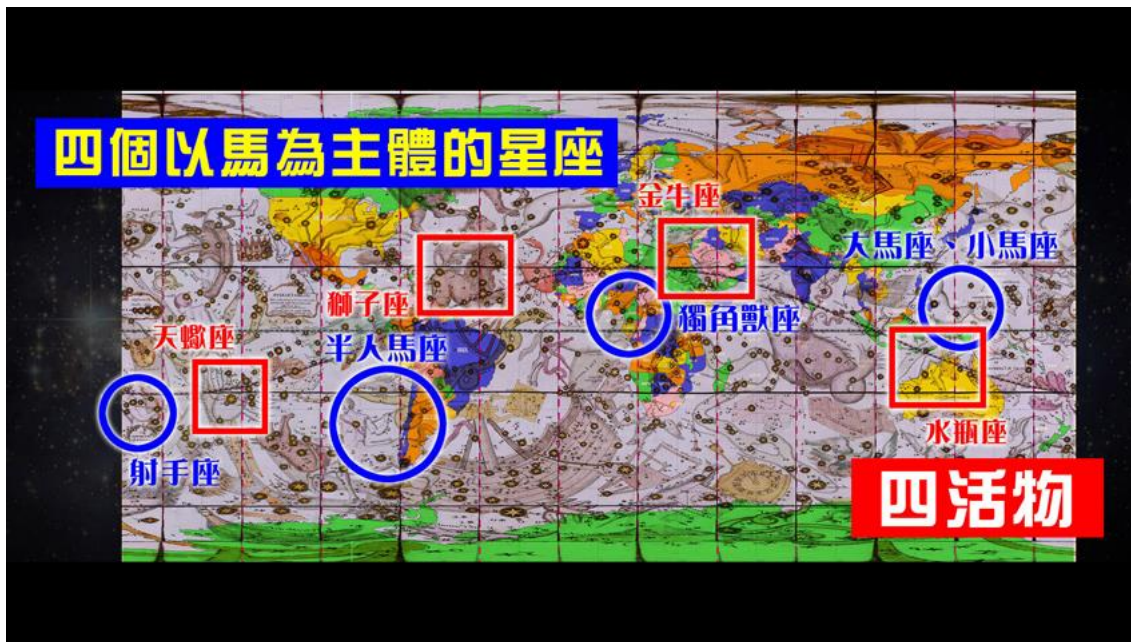 四個以馬為主體的星座
金牛座
大馬座、小馬座
獅子座
獨角獸座
天蠍座
半人馬座
水瓶座
射手座
四活物